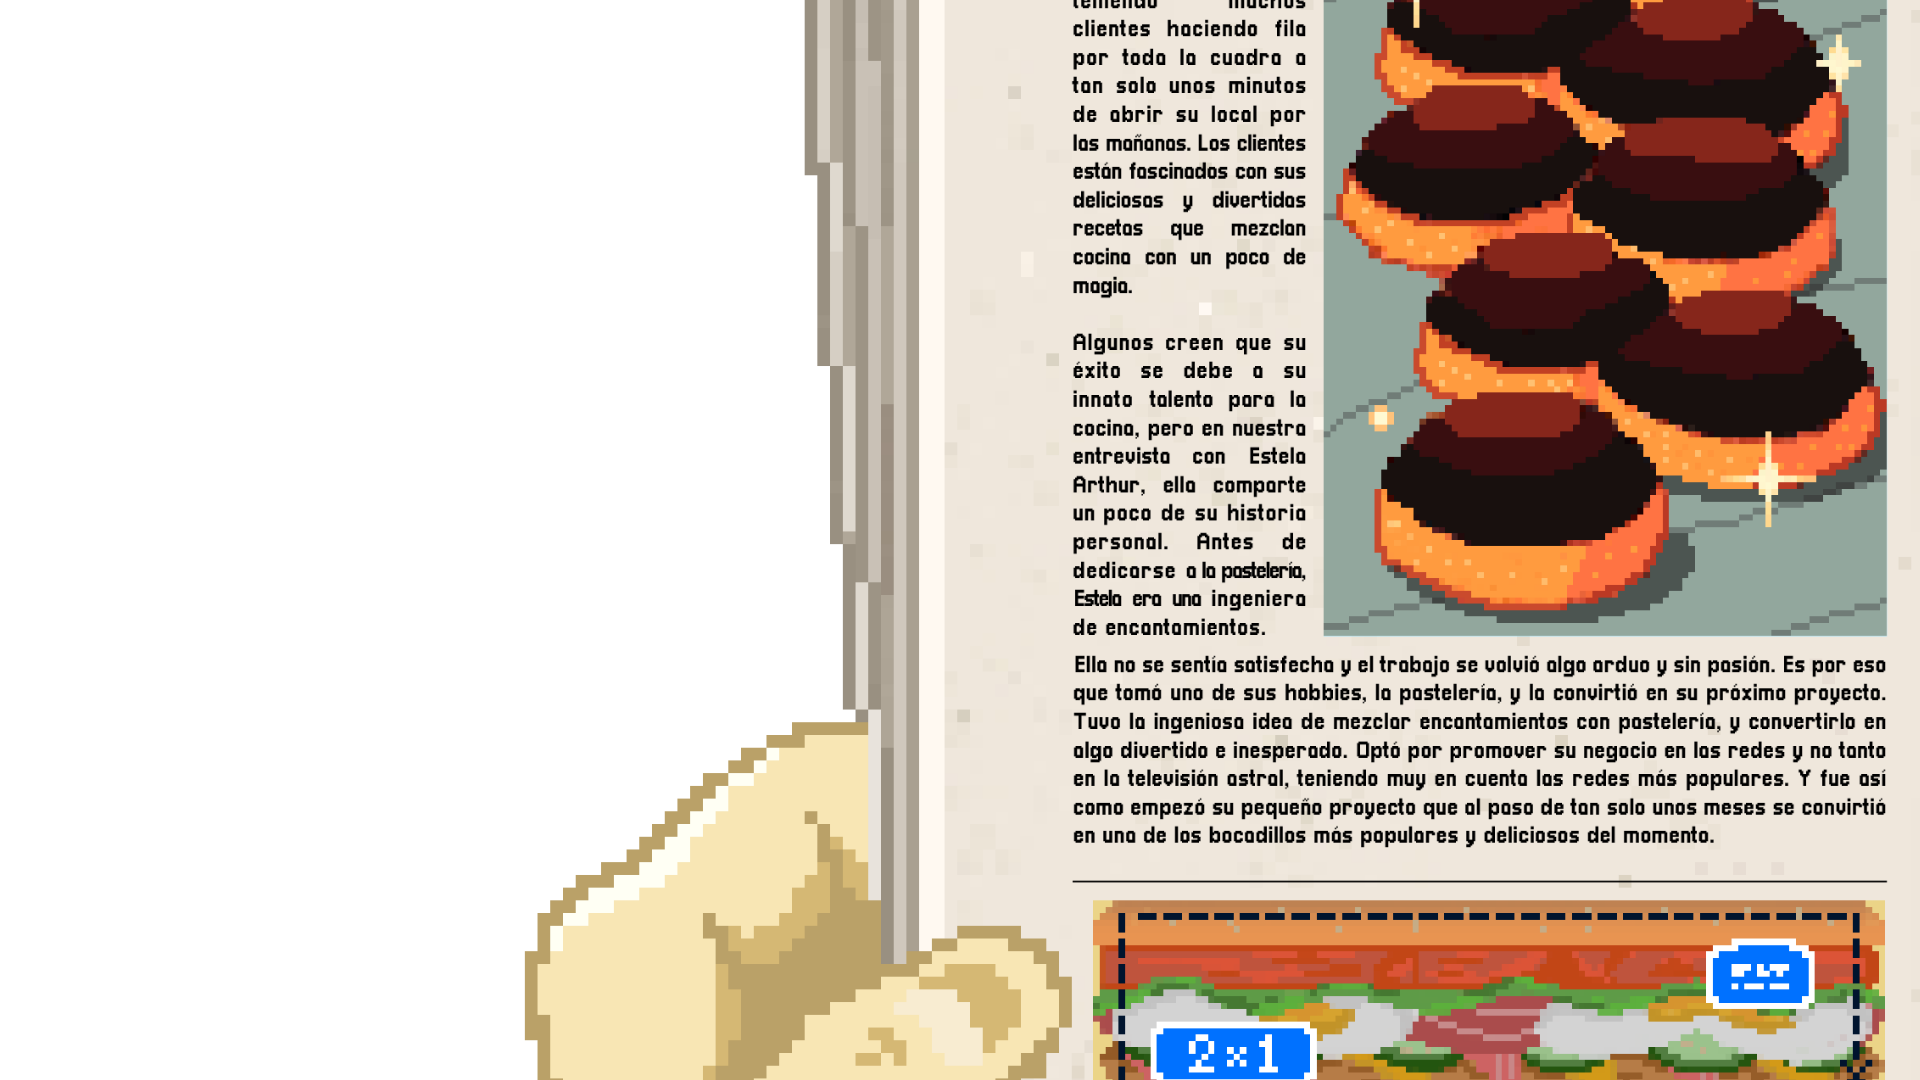 teniendo muchos
clientes haciendo fila
por toda la cuadra a
tan solo unos minutos
de abrir su local por
las mañanas. Los clientes
están fascinados con sus
deliciosas y divertidas
recetas que mezclan
cocina con un poco de
magia.
Algunos creen que su
éxito se debe a su
innato talento para la
cocina, pero en nuestra
entrevista con Estela
Arthur, ella comparte
un poco de su historia
personal. Antes de
dedicarse a la pastelería,
Estela era una ingeniera
de encantamientos.
Ella no se sentía satisfecha y el trabajo se volvió algo arduo y sin pasión. Es por eso
que tomó uno de sus hobbies, la pastelería, y la convirtió en su próximo proyecto.
Tuvo la ingeniosa idea de mezclar encantamientos con pastelería, y convertirlo en
algo divertido e inesperado. Optó por promover su negocio en las redes y no tanto
en la televisión astral, teniendo muy en cuenta las redes más populares. Y fue así
como empezó su pequeño proyecto que al paso de tan solo unos meses se convirtió
en una de los bocadillos más populares y deliciosos del momento.
2x1